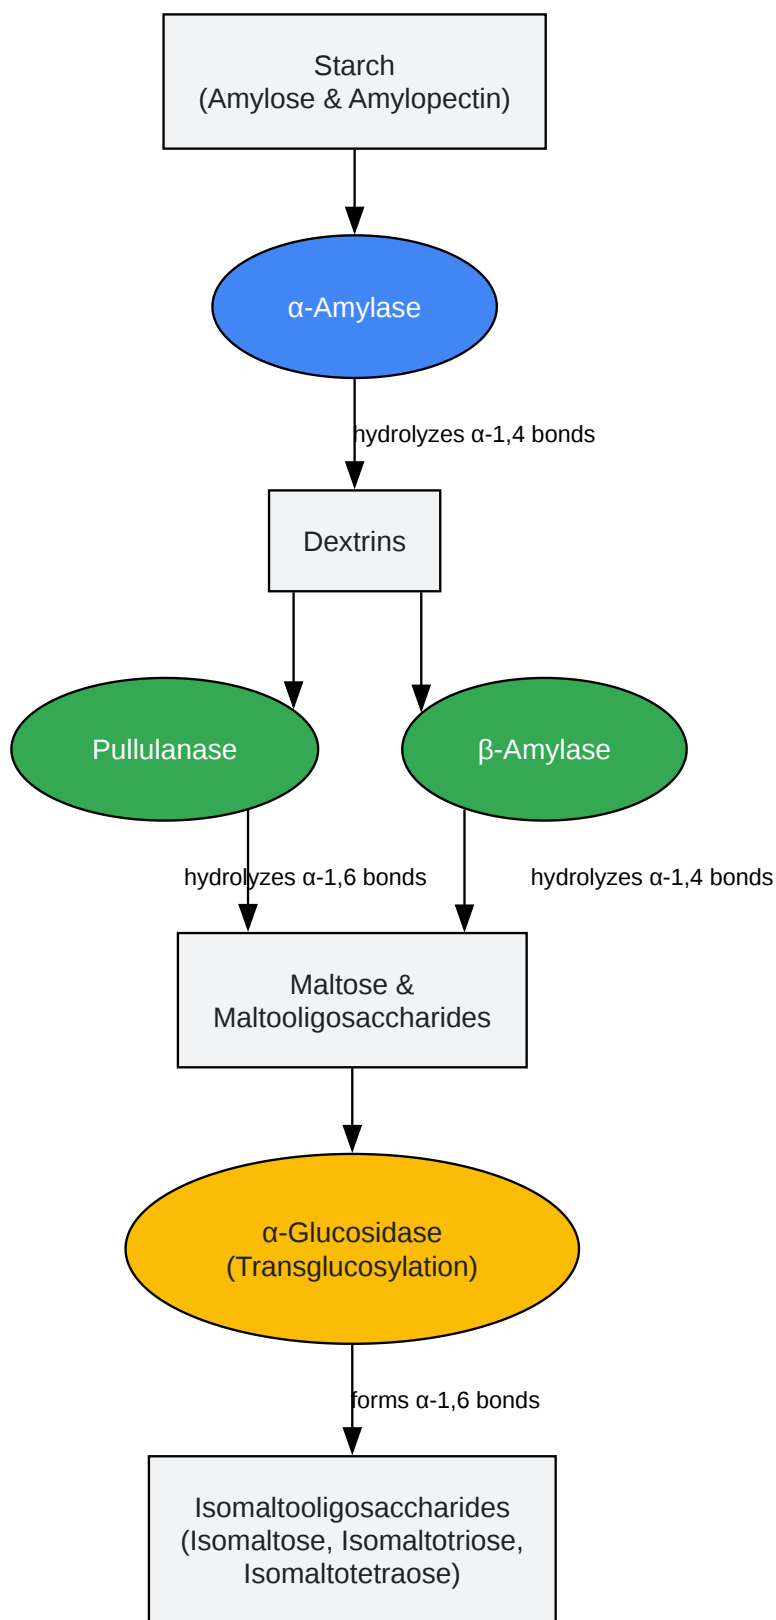 Starch
(Amylose & Amylopectin)
α-Amylase
hydrolyzes α-1,4 bonds
Dextrins
Pullulanase
β-Amylase
hydrolyzes α-1,6 bonds
hydrolyzes α-1,4 bonds
Maltose &
Maltooligosaccharides
α-Glucosidase
(Transglucosylation)
forms α-1,6 bonds
Isomaltooligosaccharides
(Isomaltose, Isomaltotriose,
Isomaltotetraose)